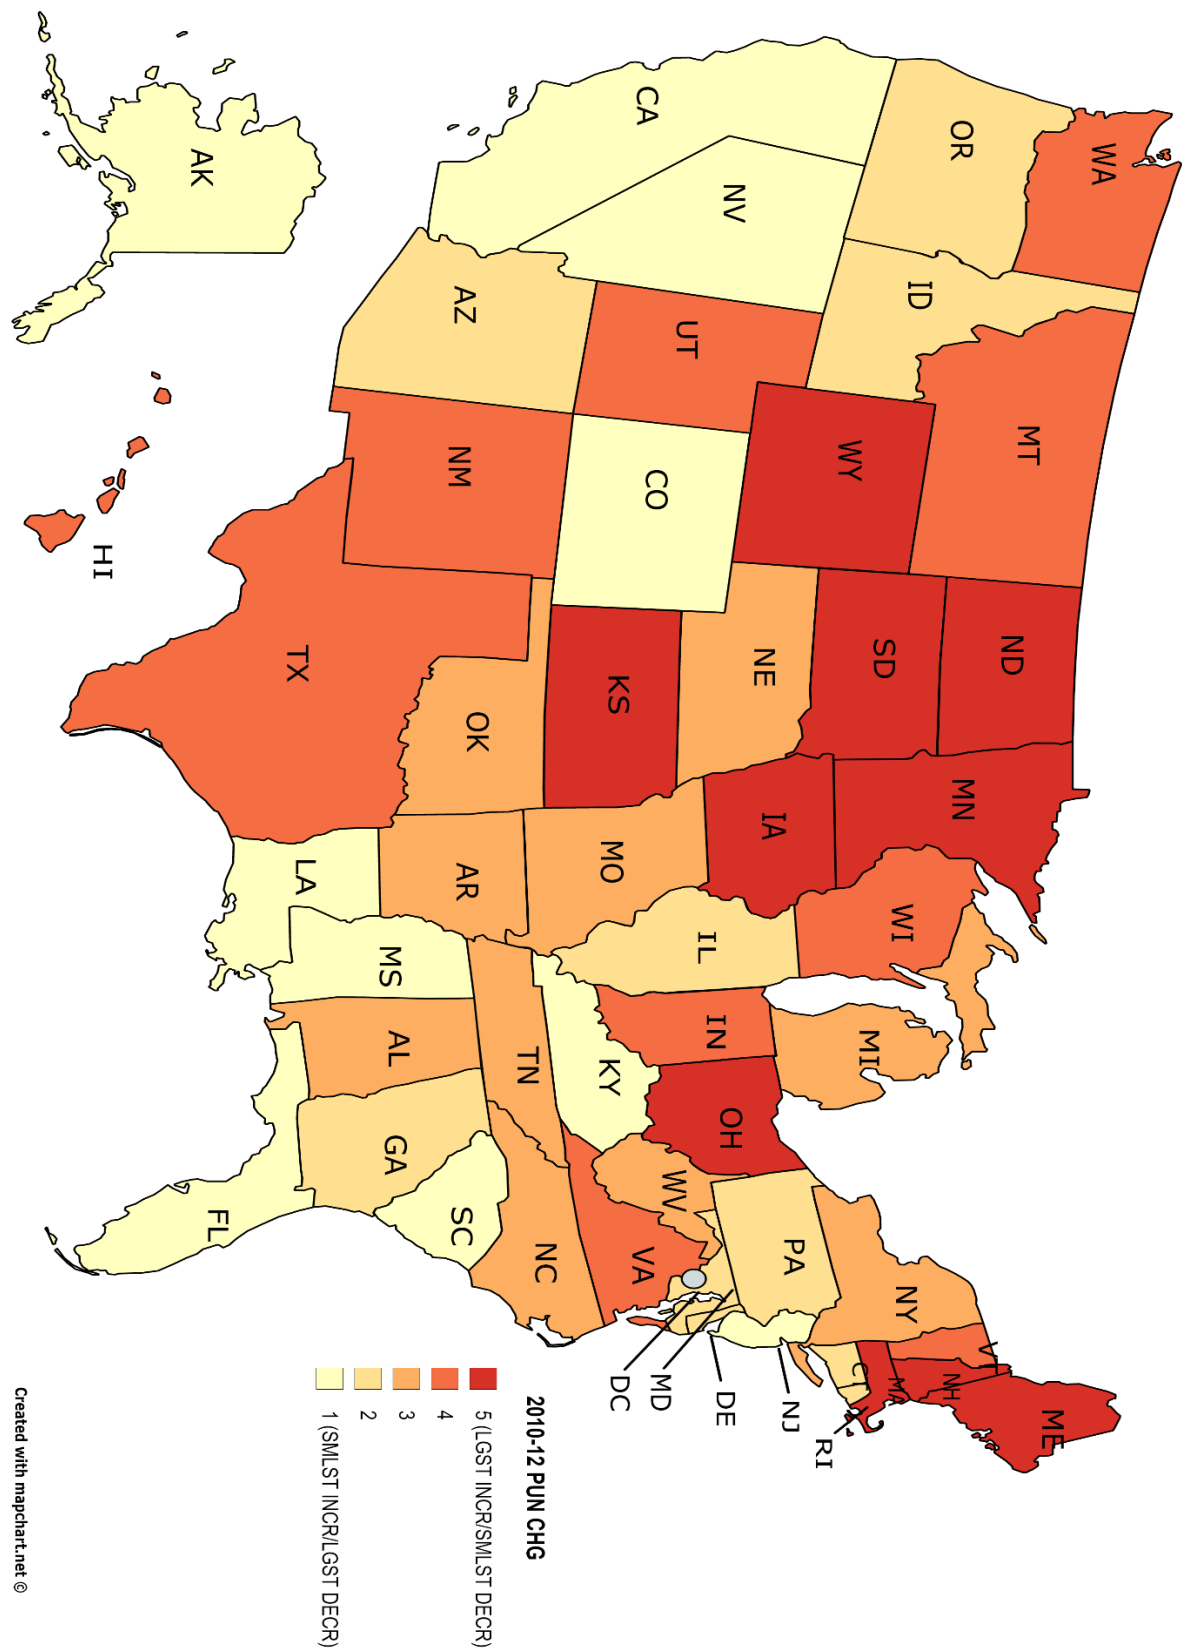 WA
OR
CA
NV
ID
MT
WY
UT
AZ
CO
NM
ND
SD
NE
KS
OK
TX
MN
IA
MO
AR
LA
WI
IL
MS
MI
IN
KY
TN
AL
OH
GA
WV
SC
NC
VA
FL
PA
NY
VT
NH
ME
MA
CT
RI
NJ
DE
MD
DC
AK
HI
2010-12 PUN CHG
5 (LGST INCR/SMLST DECR)
4
3
2
1 (SMLST INCR/LGST DECR)
Created with mapchart.net ©